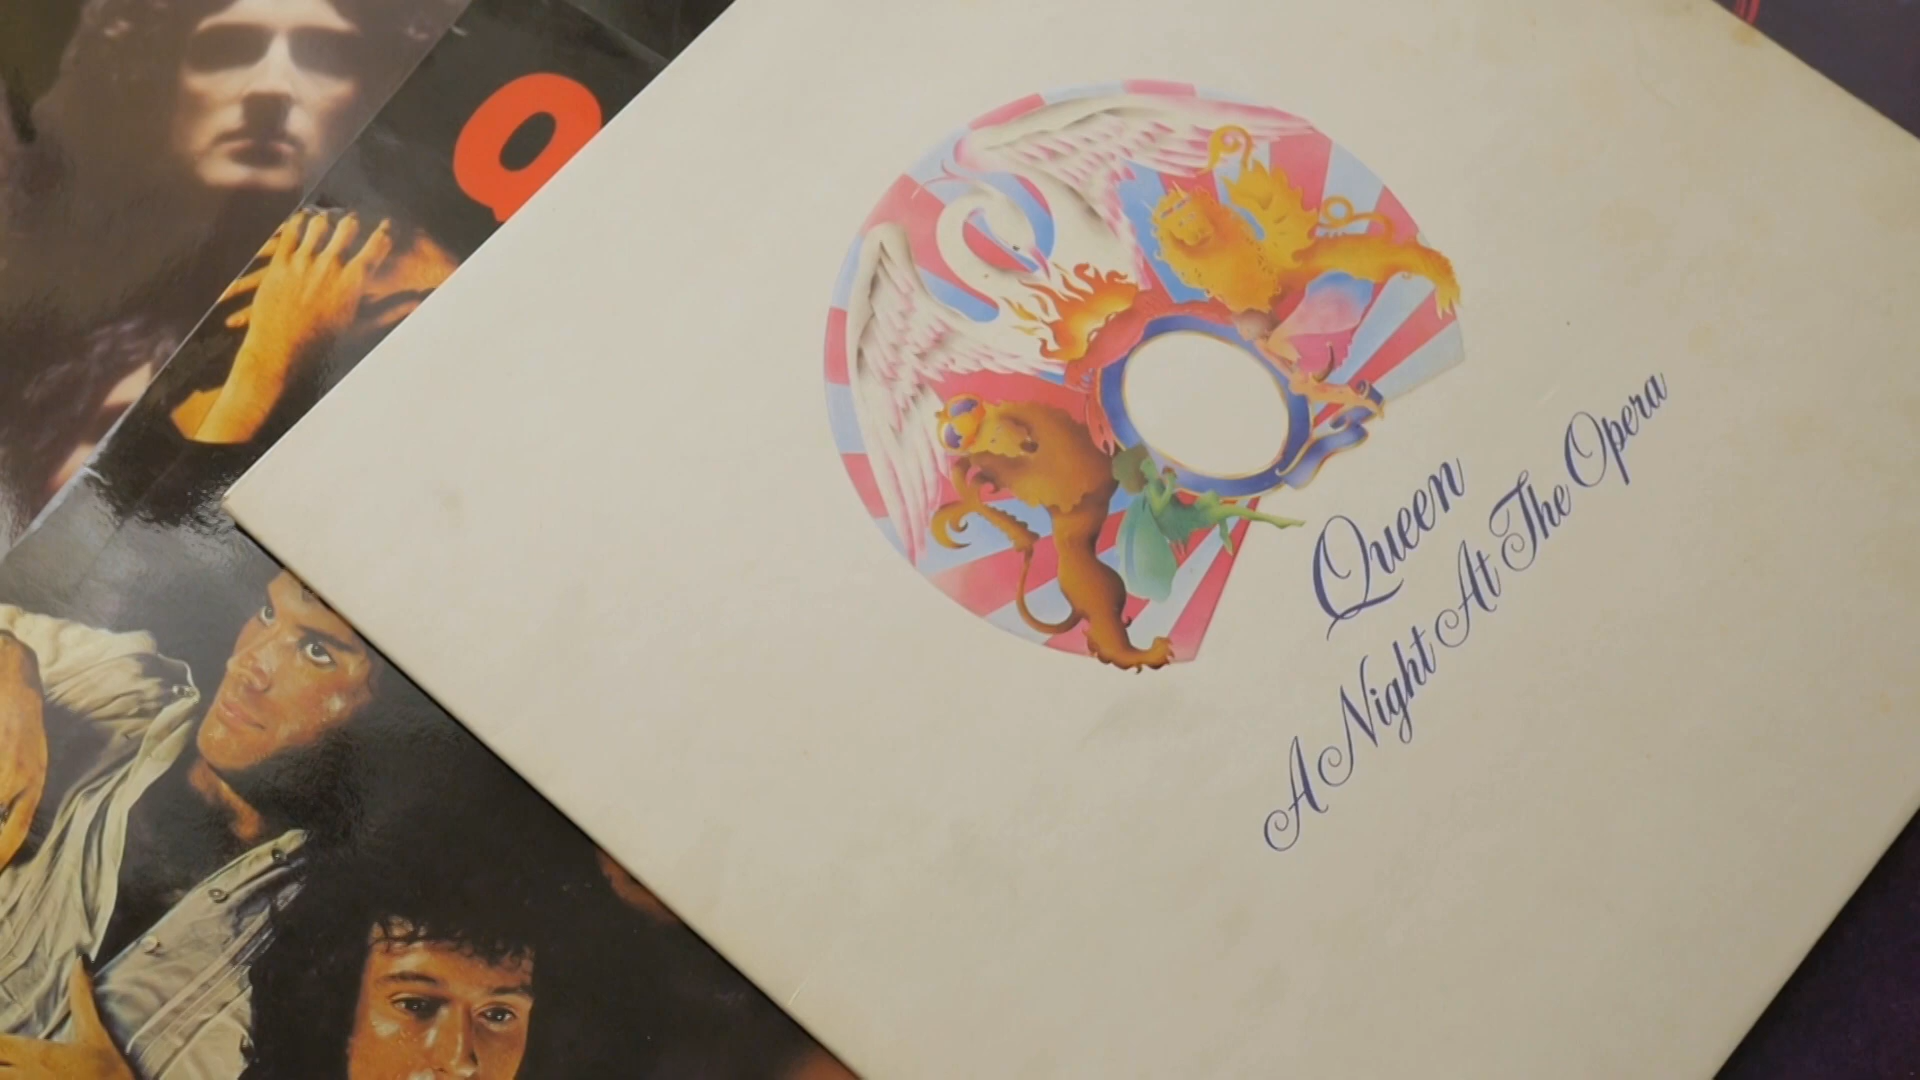 Queen
A Night At The Opera
Q